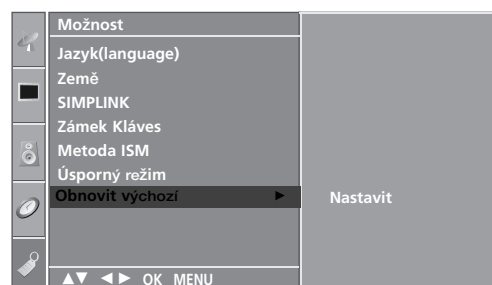 Možnost
Jazyk(language)
Země
SIMPLINK
Zámek Kláves
Metoda ISM
Úsporný režim
Obnovit výchozí ► Nastavit
▲▼ ◄► OK MENU